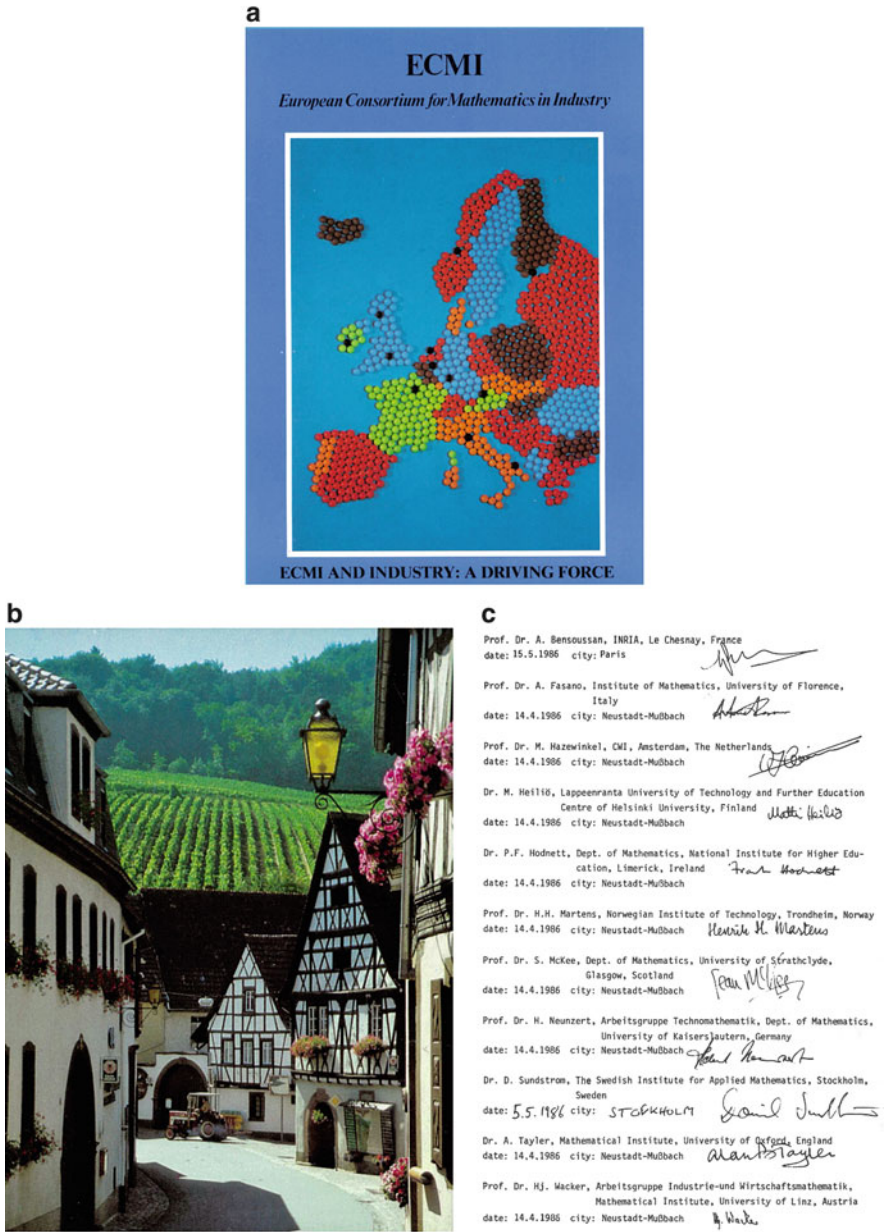 a
ECMI
European Consortium for Mathematics in Industry
ECMI AND INDUSTRY: A DRIVING FORCE
b
c
Prof. Dr. A. Bensoussan, INRIA, Le Chesnay, France
date: 15.5.1986 city: Paris
Prof. Dr. A. Fasano, Institute of Mathematics, University of Florence,
Italy
date: 14.4.1986 city: Neustadt-Mußbach
Prof. Dr. M. Hazewinkel, CWI, Amsterdam, The Netherlands
date: 14.4.1986 city: Neustadt-Mußbach
Dr. M. Heiliö, Lappeenranta University of Technology and Further Education
Centre of Helsinki University, Finland Matti Heiliö
date: 14.4.1986 city: Neustadt-Mußbach
Dr. P.F. Hodnett, Dept. of Mathematics, National Institute for Higher Edu-
cation, Limerick, Ireland Frank Hodnett
date: 14.4.1986 city: Neustadt-Mußbach
Prof. Dr. H.H. Martens, Norwegian Institute of Technology, Trondheim, Norway
date: 14.4.1986 city: Neustadt-Mußbach Henrik H. Martens
Prof. Dr. S. McKee, Dept. of Mathematics, University of Strathclyde,
Glasgow, Scotland Sean McKee
date: 14.4.1986 city: Neustadt-Mußbach
Prof. Dr. H. Neunzert, Arbeitsgruppe Technomathematik, Dept. of Mathematics,
University of Kaiserslautern, Germany
date: 14.4.1986 city: Neustadt-Mußbach
Dr. D. Sundstrom, The Swedish Institute for Applied Mathematics, Stockholm,
Sweden
date: 5.5.1986 city: STOCKHOLM
Dr. A. Tayler, Mathematical Institute, University of Oxford, England
date: 14.4.1986 city: Neustadt-Mußbach Alan B Tayler
Prof. Dr. Hj. Wacker, Arbeitsgruppe Industrie-und Wirtschaftsmathematik,
Mathematical Institute, University of Linz, Austria
date: 14.4.1986 city: Neustadt-Mußbach